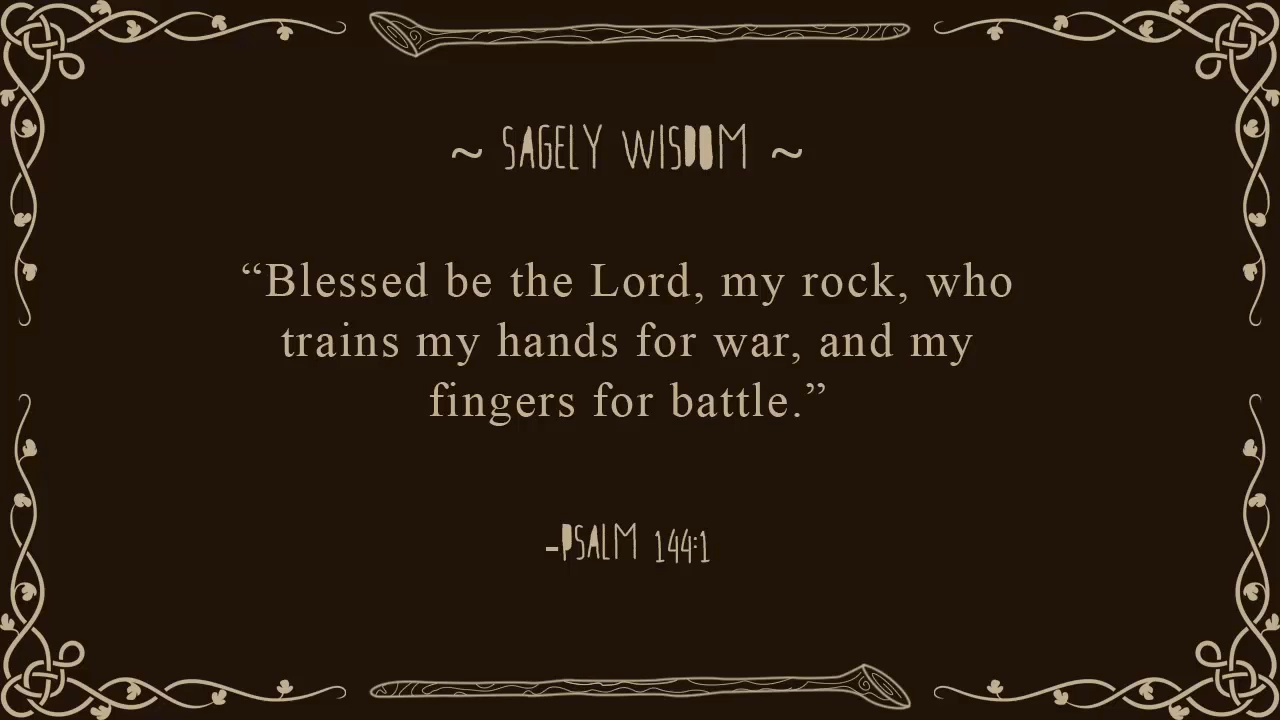 ~ SAGELY WISDOM ~
“Blessed be the Lord, my rock, who
trains my hands for war, and my
fingers for battle.”
-PSALM 144:1